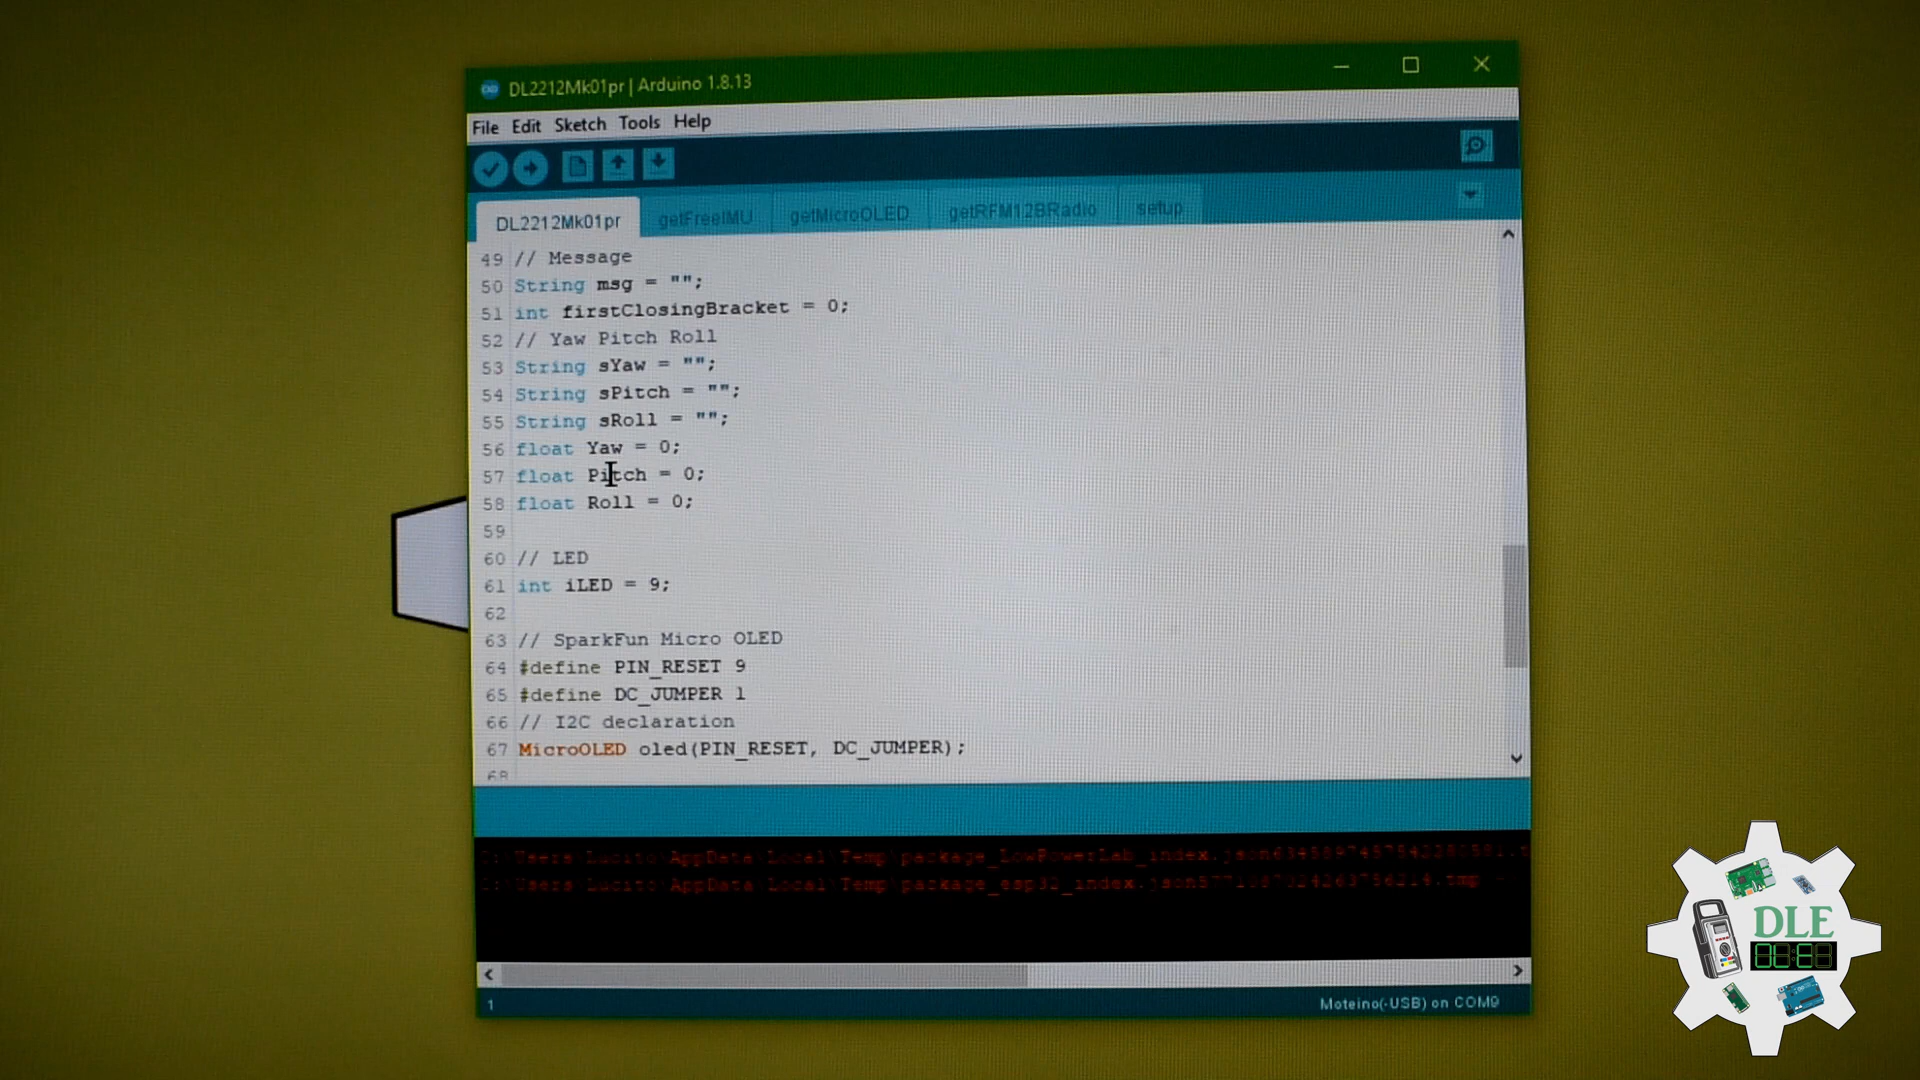 DL2212Mk01pr | Arduino 1.8.13
File Edit Sketch Tools Help
DL2212Mk01pr getFreeIMU getMicroOLED getRFM12BRadio setup
49 // Message
50 String msg = "";
51 int firstClosingBracket = 0;
52 // Yaw Pitch Roll
53 String sYaw = "";
54 String sPitch = "";
55 String sRoll = "";
56 float Yaw = 0;
57 float Pitch = 0;
58 float Roll = 0;
59
60 // LED
61 int iLED = 9;
62
63 // SparkFun Micro OLED
64 #define PIN_RESET 9
65 #define DC_JUMPER 1
66 // I2C declaration
67 MicroOLED oled(PIN_RESET, DC_JUMPER);
68
1
Moteino(-USB) on COM9
DLE